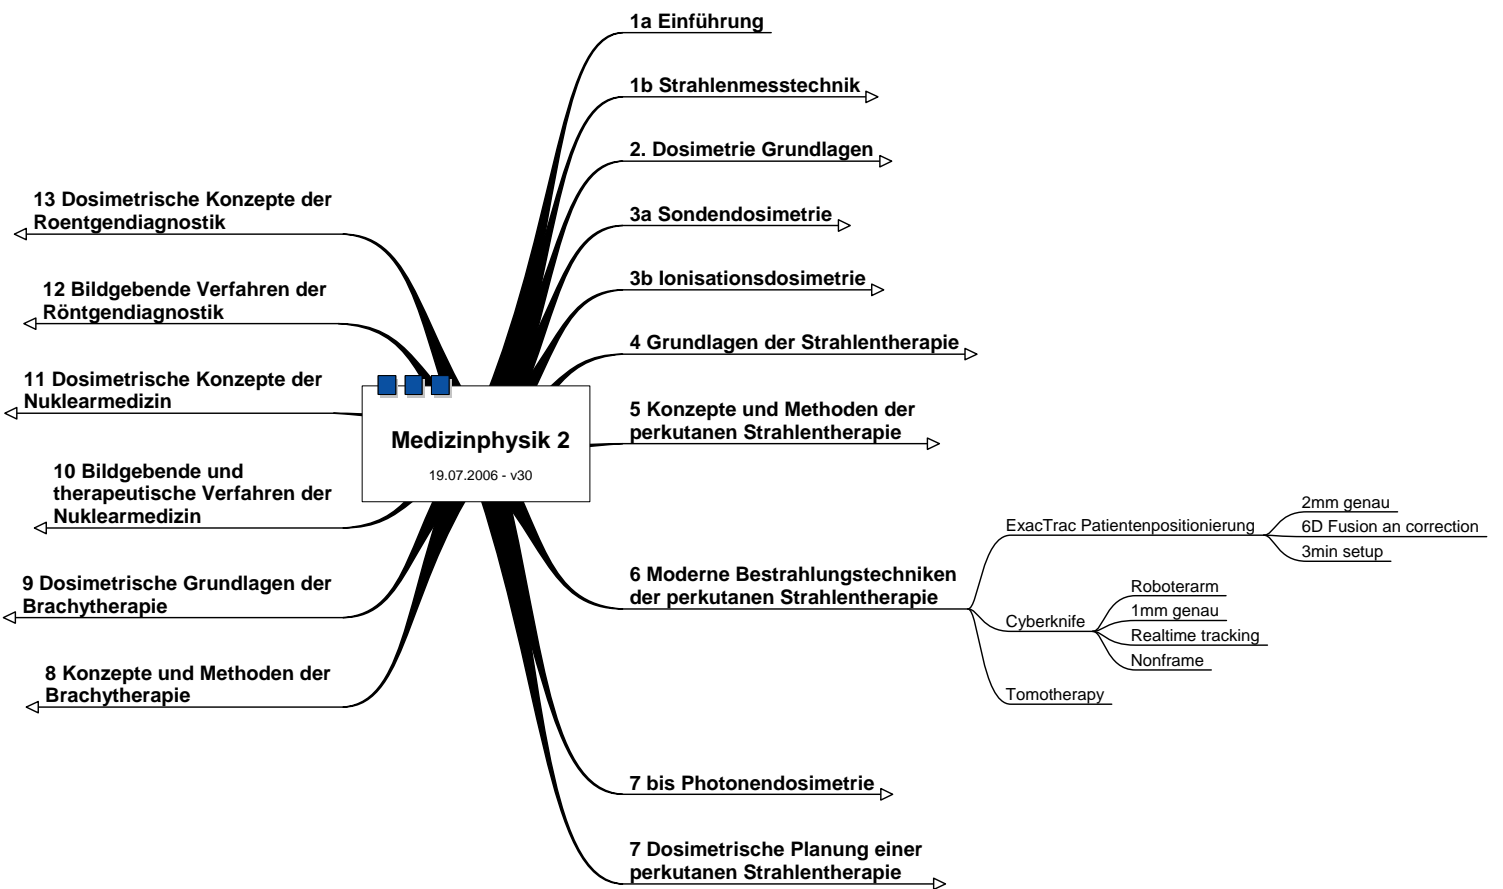 Medizinphysik 2
19.07.2006 - v30
1a Einführung
1b Strahlenmesstechnik
2. Dosimetrie Grundlagen
3a Sondendosimetrie
3b Ionisationsdosimetrie
4 Grundlagen der Strahlentherapie
5 Konzepte und Methoden der
perkutanen Strahlentherapie
6 Moderne Bestrahlungstechniken
der perkutanen Strahlentherapie
ExacTrac Patientenpositionierung
2mm genau
6D Fusion an correction
3min setup
Cyberknife
Roboterarm
1mm genau
Realtime tracking
Nonframe
Tomotherapy
7 bis Photonendosimetrie
7 Dosimetrische Planung einer
perkutanen Strahlentherapie
8 Konzepte und Methoden der
Brachytherapie
9 Dosimetrische Grundlagen der
Brachytherapie
10 Bildgebende und
therapeutische Verfahren der
Nuklearmedizin
11 Dosimetrische Konzepte der
Nuklearmedizin
12 Bildgebende Verfahren der
Röntgendiagnostik
13 Dosimetrische Konzepte der
Roentgendiagnostik